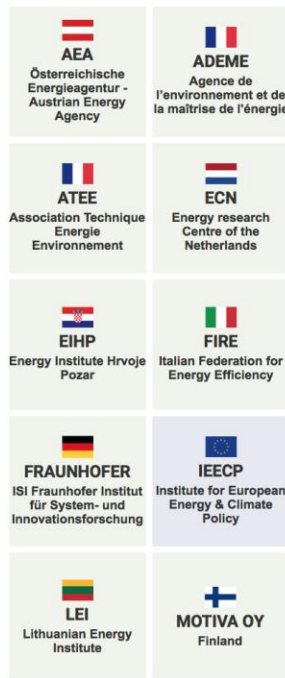 AEA
Österreichische
Energieagentur -
Austrian Energy
Agency
ADEME
Agence de
l'environnement et de
la maîtrise de l'énergie
ATEE
Association Technique
Energie
Environnement
ECN
Energy research
Centre of the
Netherlands
EIHP
Energy Institute Hrvoje
Pozar
FIRE
Italian Federation for
Energy Efficiency
FRAUNHOFER
ISI Fraunhofer Institut
für System- und
Innovationsforschung
IEECP
Institute for European
Energy & Climate
Policy
LEI
Lithuanian Energy
Institute
MOTIVA OY
Finland